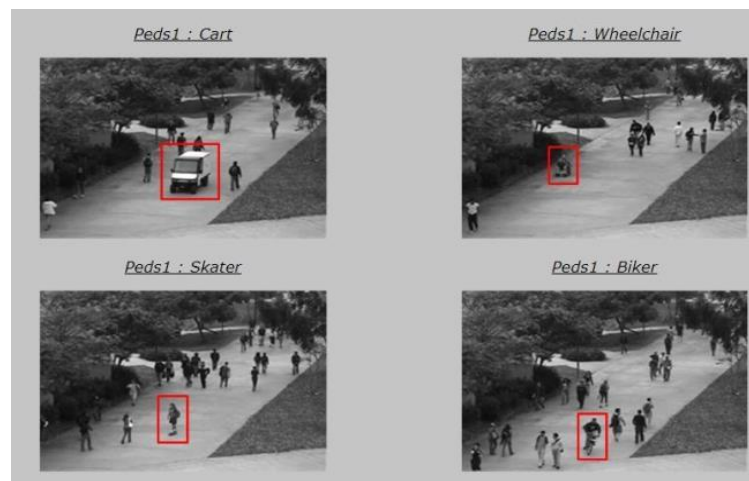 Peds1 : Cart
Peds1 : Wheelchair
Peds1 : Skater
Peds1 : Biker